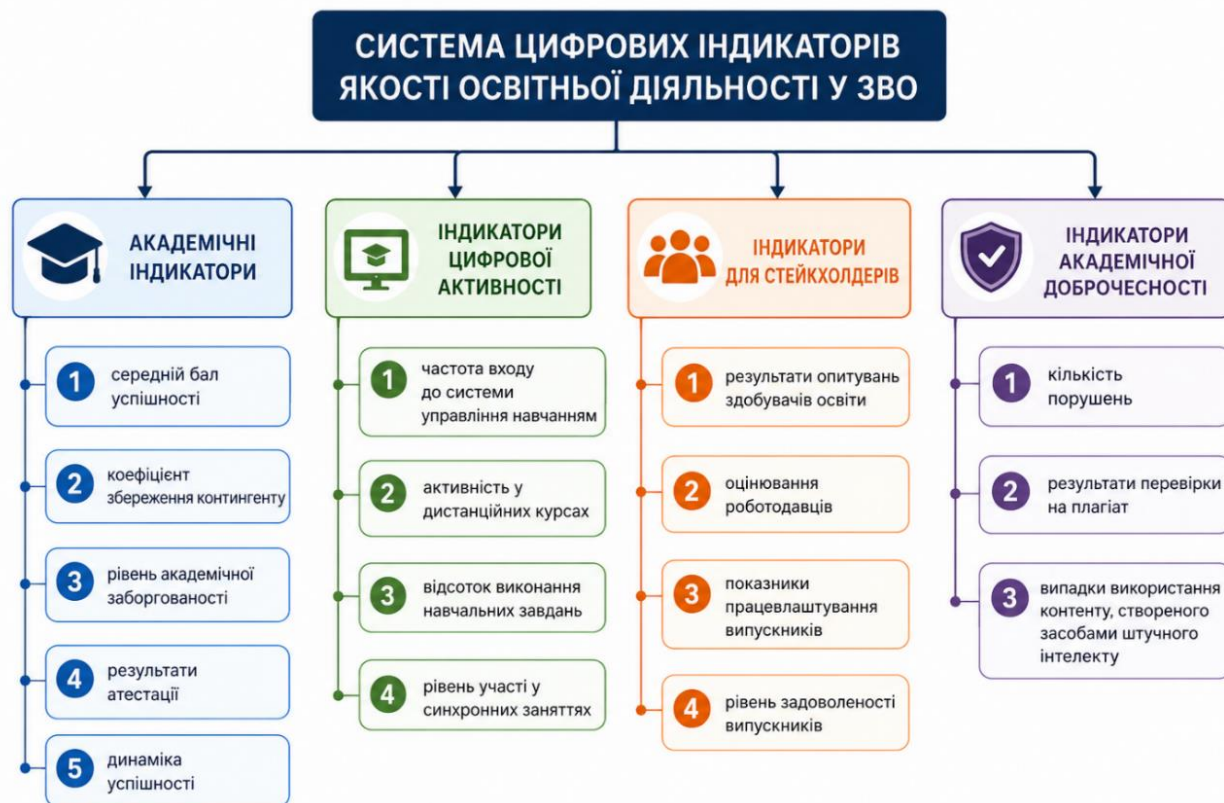 СИСТЕМА ЦИФРОВИХ ІНДИКАТОРІВ
ЯКОСТІ ОСВІТНЬОЇ ДІЯЛЬНОСТІ У ЗВО
АКАДЕМІЧНІ
ІНДИКАТОРИ
1
середній бал
успішності
2
коефіцієнт
збереження контингенту
3
рівень академічної
заборгованості
4
результати
атестації
5
динаміка
успішності
ІНДИКАТОРИ
ЦИФРОВОЇ
АКТИВНОСТІ
1
частота входу
до системи
управління навчанням
2
активність у
дистанційних курсах
3
відсоток виконання
навчальних завдань
4
рівень участі у
синхронних заняттях
ІНДИКАТОРИ
ДЛЯ СТЕЙКХОЛДЕРІВ
1
результати опитувань
здобувачів освіти
2
оцінювання
роботодавців
3
показники
працевлаштування
випускників
4
рівень задоволеності
випускників
ІНДИКАТОРИ
АКАДЕМІЧНОЇ
ДОБРОЧЕСНОСТІ
1
кількість
порушень
2
результати перевірки
на плагіат
3
випадки використання
контенту, створеного
засобами штучного
інтелекту